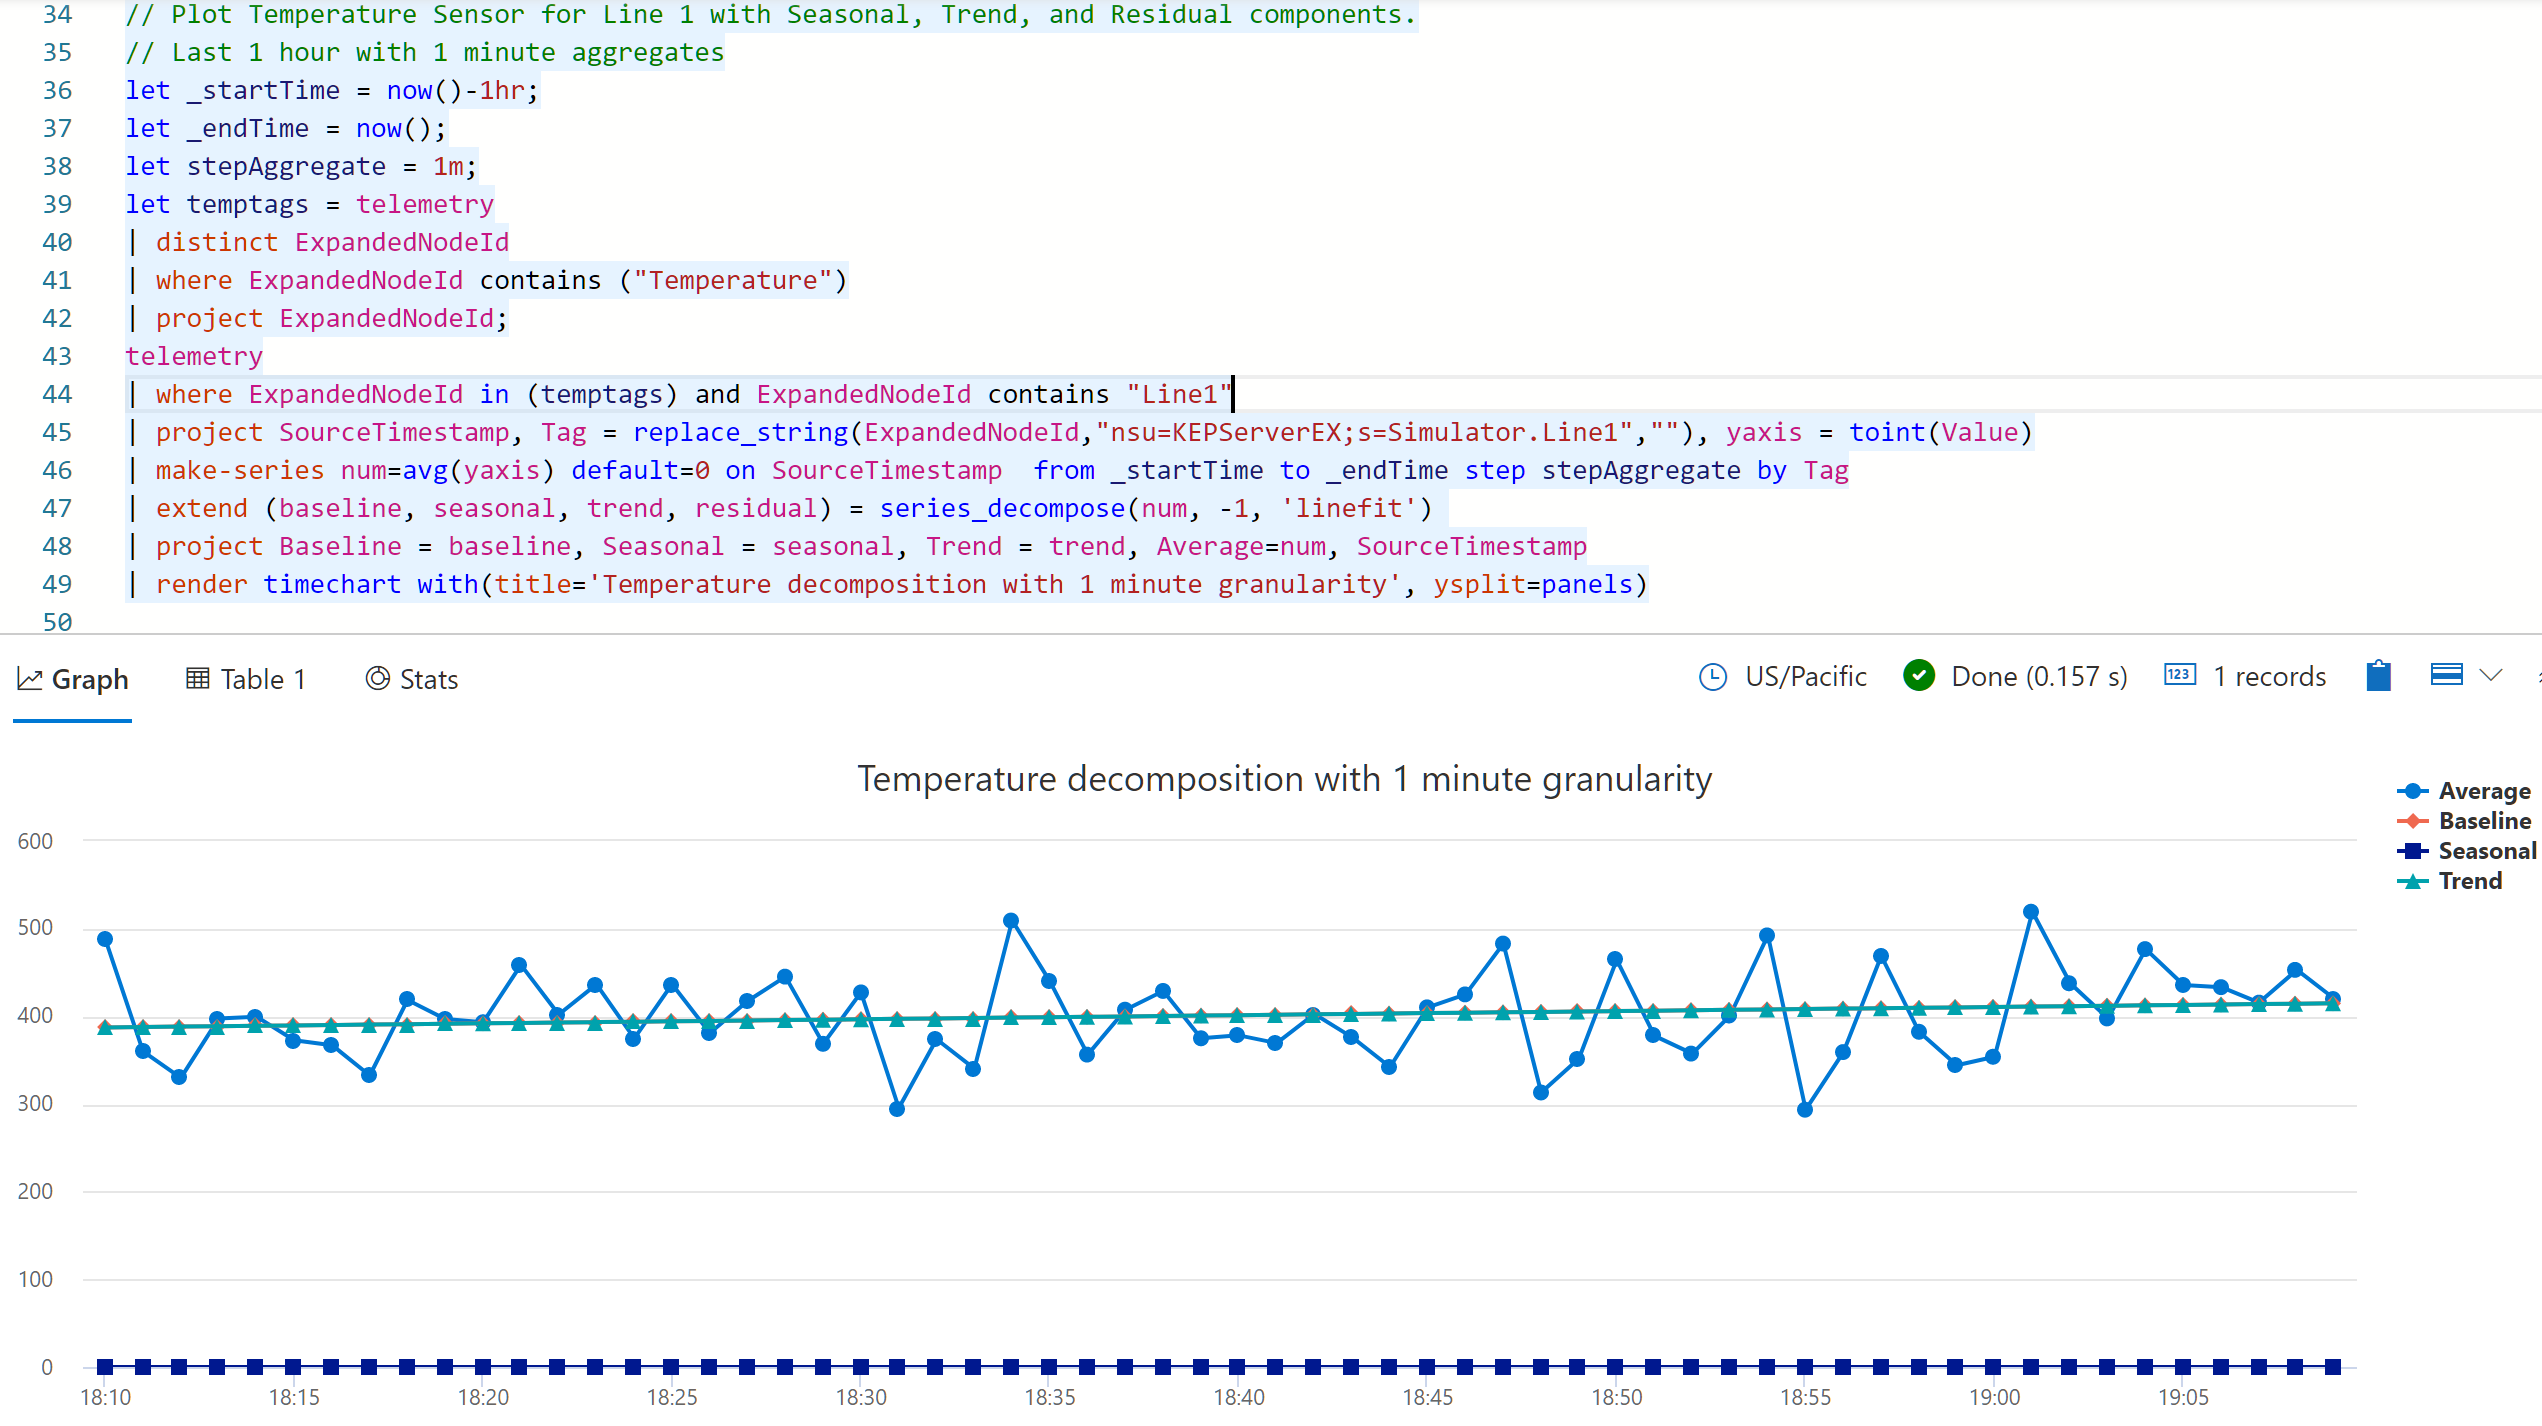 34 // Plot Temperature Sensor for Line 1 with Seasonal, Trend, and Residual components.
35 // Last 1 hour with 1 minute aggregates
36 let _startTime = now()-1hr;
37 let _endTime = now();
38 let stepAggregate = 1m;
39 let temptags = telemetry
40 | distinct ExpandedNodeId
41 | where ExpandedNodeId contains ("Temperature")
42 | project ExpandedNodeId;
43 telemetry
44 | where ExpandedNodeId in (temptags) and ExpandedNodeId contains "Line1"
45 | project SourceTimestamp, Tag = replace_string(ExpandedNodeId,"nsu=KEPServerEX;s=Simulator.Line1",""), yaxis = toint(Value)
46 | make-series num=avg(yaxis) default=0 on SourceTimestamp  from _startTime to _endTime step stepAggregate by Tag
47 | extend (baseline, seasonal, trend, residual) = series_decompose(num, -1, 'linefit')
48 | project Baseline = baseline, Seasonal = seasonal, Trend = trend, Average=num, SourceTimestamp
49 | render timechart with(title='Temperature decomposition with 1 minute granularity', ysplit=panels)
50
Graph Table 1 Stats US/Pacific Done (0.157 s) 123 1 records
Temperature decomposition with 1 minute granularity
Average
Baseline
Seasonal
Trend
600
500
400
300
200
100
0
18:10 18:15 18:20 18:25 18:30 18:35 18:40 18:45 18:50 18:55 19:00 19:05